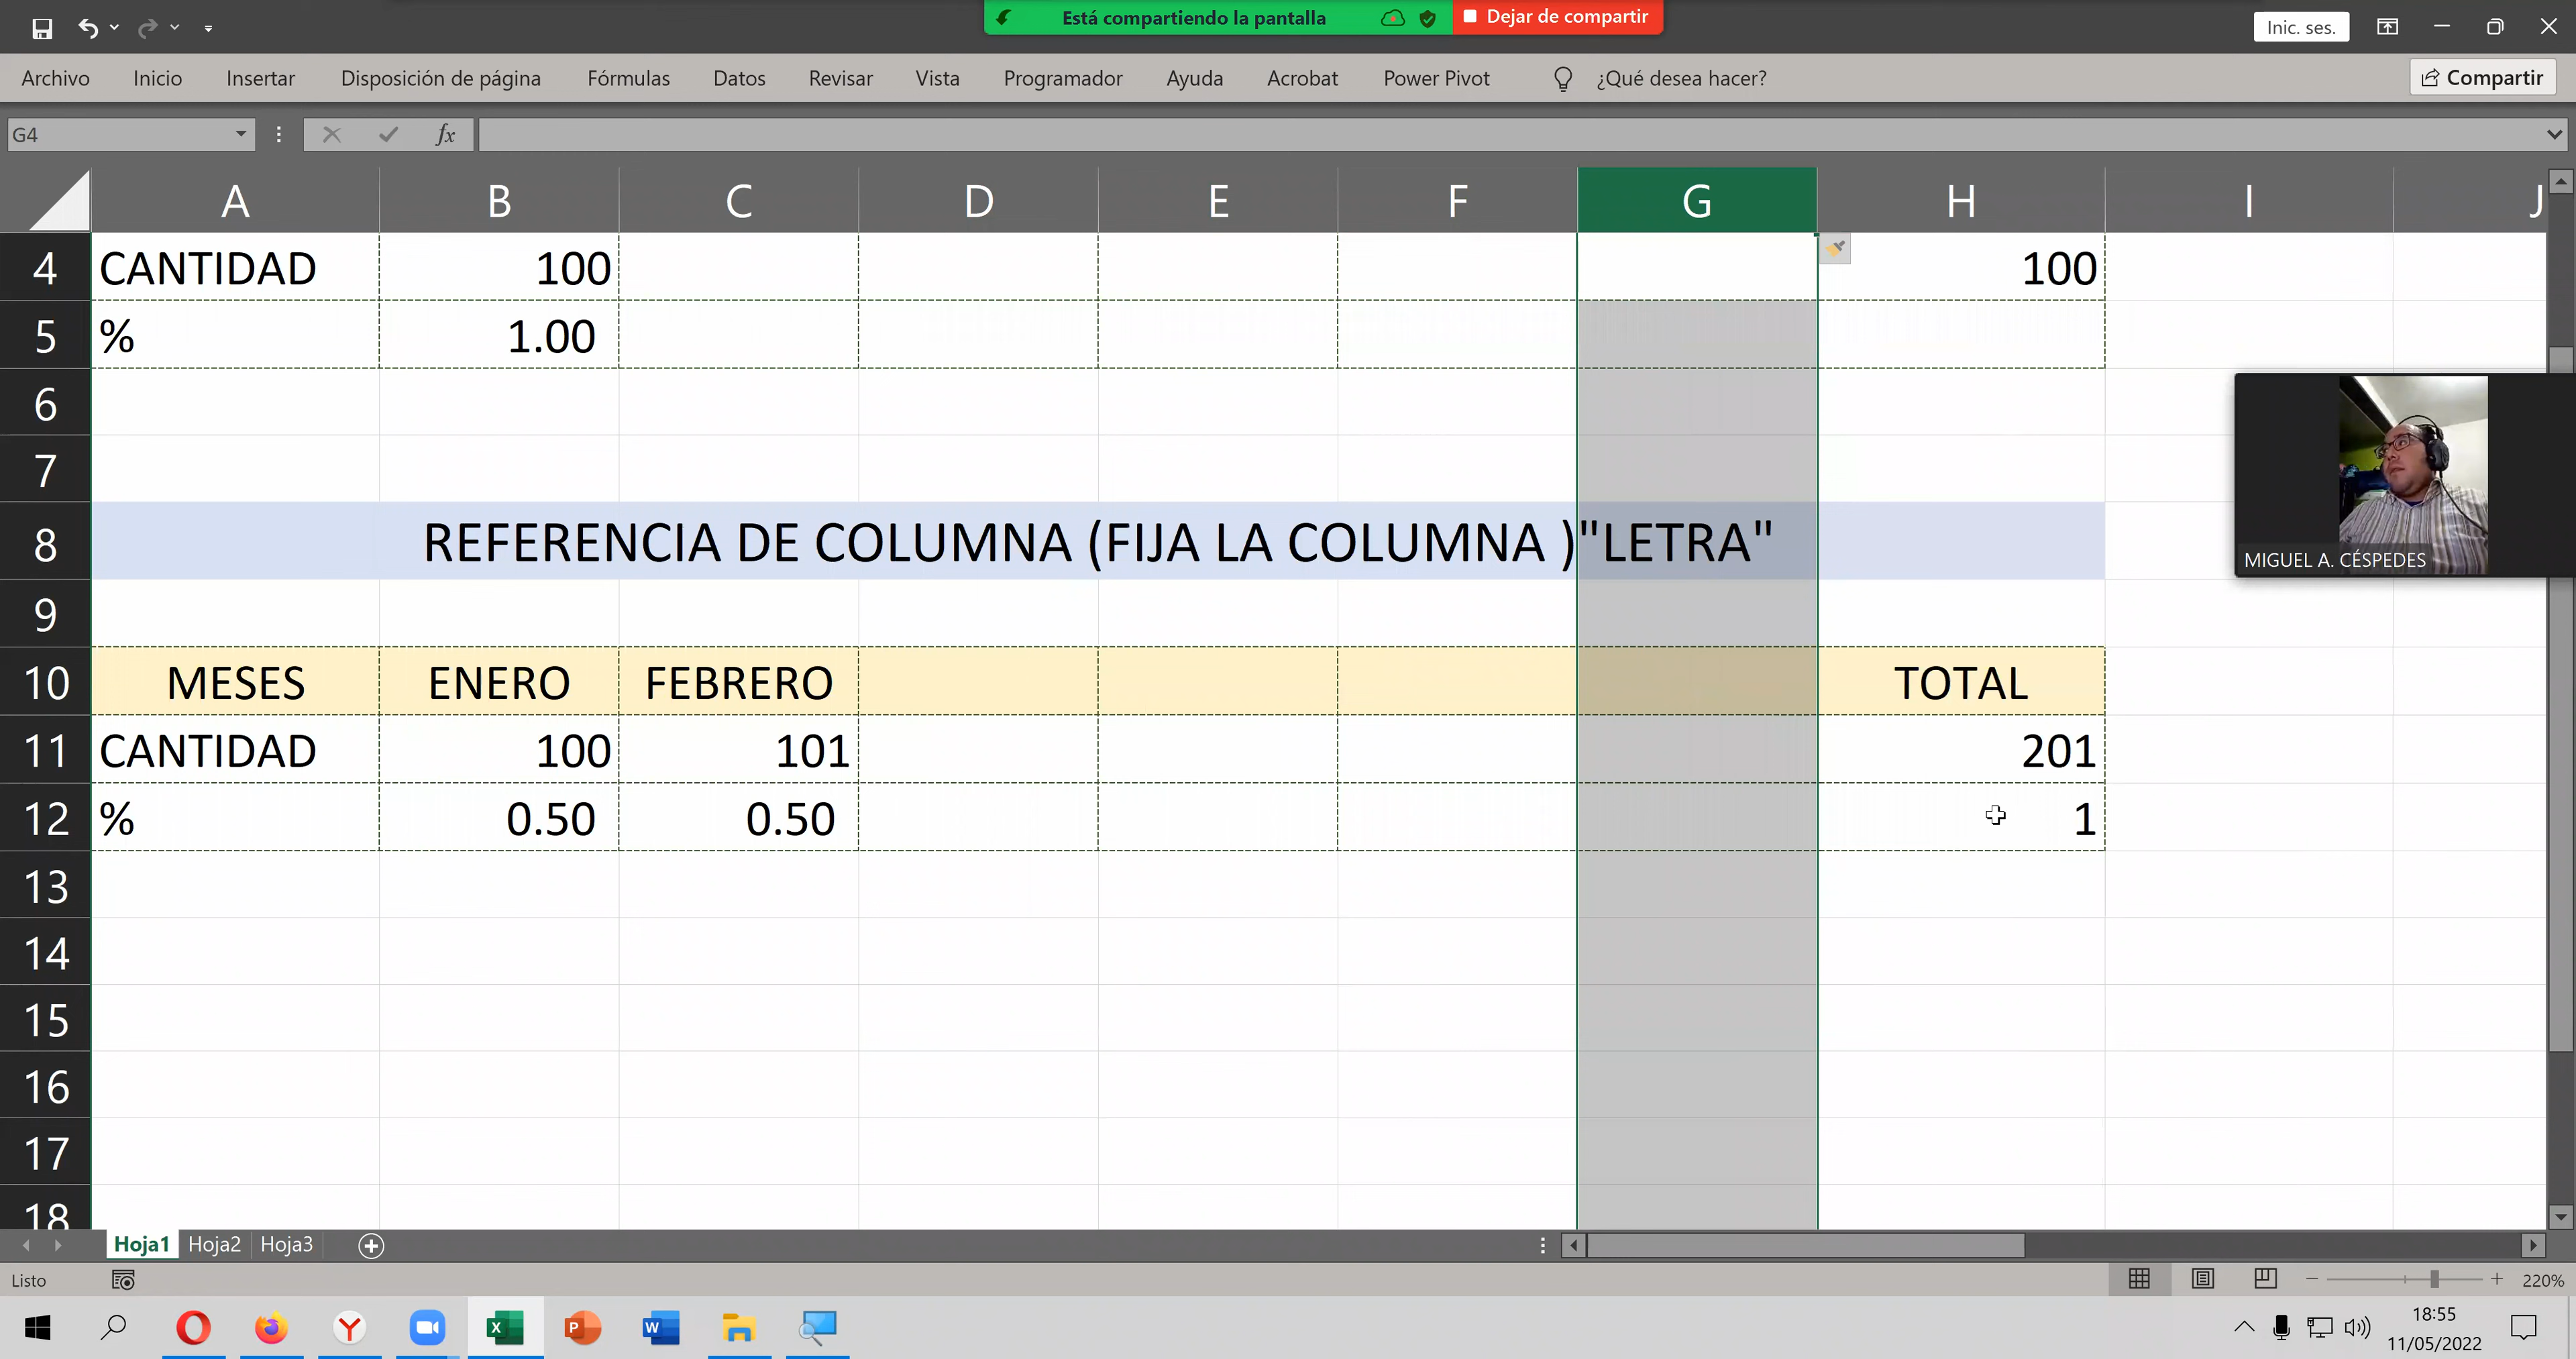 Está compartiendo la pantalla
Dejar de compartir
Inic. ses.
Archivo Inicio Insertar Disposición de página Fórmulas Datos Revisar Vista Programador Ayuda Acrobat Power Pivot ¿Qué desea hacer? Compartir
G4 fx
A B C D E F G H I J
4 CANTIDAD 100 100
5 % 1.00
6
7
8 REFERENCIA DE COLUMNA (FIJA LA COLUMNA )"LETRA"
9
10 MESES ENERO FEBRERO TOTAL
11 CANTIDAD 100 101 201
12 % 0.50 0.50 1
13
14
15
16
17
18
MIGUEL A. CÉSPEDES
Hoja1 Hoja2 Hoja3
Listo 220%
18:55
11/05/2022